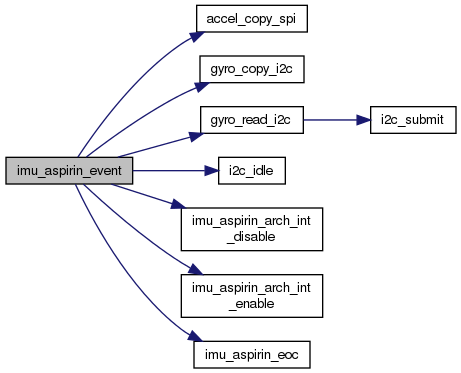 accel_copy_spi
gyro_copy_i2c
gyro_read_i2c
i2c_submit
imu_aspirin_event
i2c_idle
imu_aspirin_arch_int
_disable
imu_aspirin_arch_int
_enable
imu_aspirin_eoc